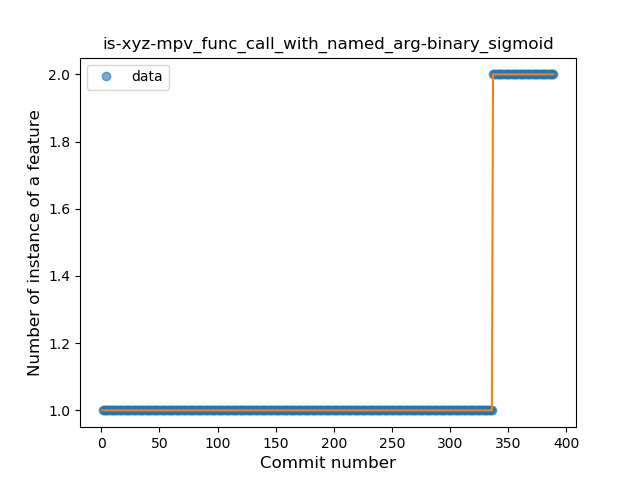 is-xyz-mpv_func_call_with_named_arg-binary_sigmoid
data
Number of instance of a feature
2.0
1.8
1.6
1.4
1.2
1.0
0 50 100 150 200 250 300 350 400
Commit number